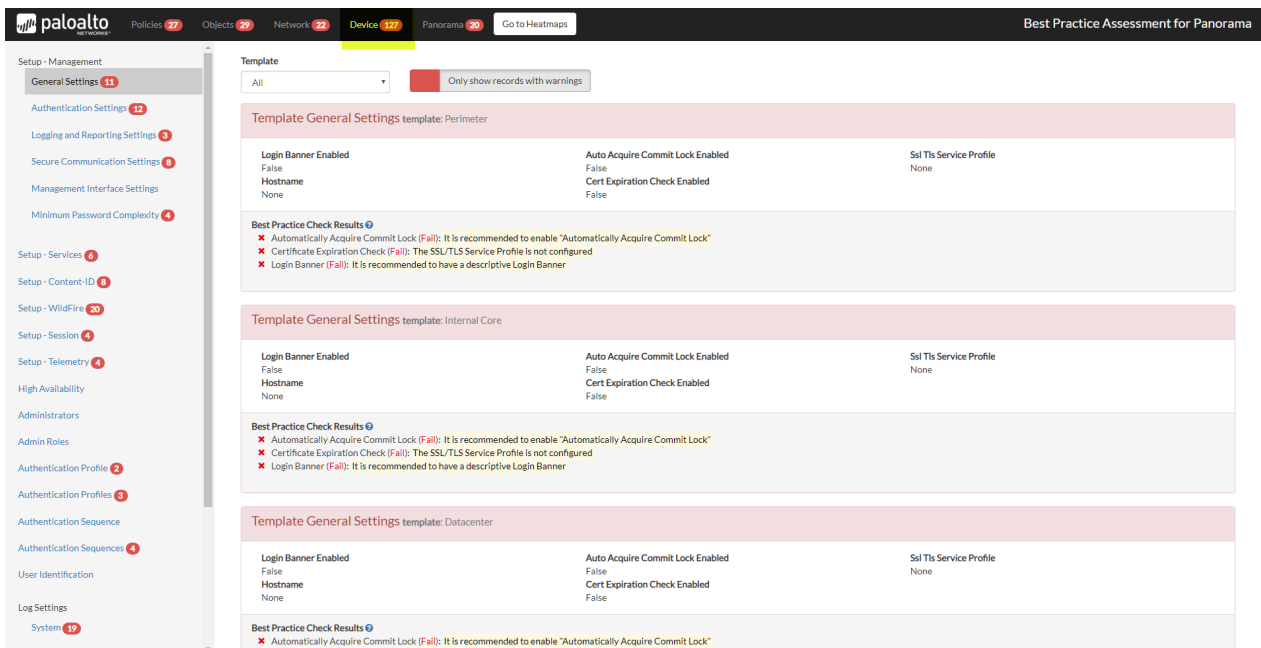 paloalto NETWORKS Policies 27 Objects 29 Network 22 Device 127 Panorama 20 Go to Heatmaps Best Practice Assessment for Panorama
Setup - Management
General Settings 11
Authentication Settings 12
Logging and Reporting Settings 3
Secure Communication Settings 8
Management Interface Settings
Minimum Password Complexity 4
Setup - Services 6
Setup - Content-ID 8
Setup - WildFire 20
Setup - Session 4
Setup - Telemetry 4
High Availability
Administrators
Admin Roles
Authentication Profile 2
Authentication Profiles 3
Authentication Sequence
Authentication Sequences 4
User Identification
Log Settings
System 19
Template
All Only show records with warnings
Template General Settings template: Perimeter
Login Banner Enabled Auto Acquire Commit Lock Enabled Ssl Tls Service Profile
False False None
Hostname Cert Expiration Check Enabled
None False
Best Practice Check Results ?
✖ Automatically Acquire Commit Lock (Fail): It is recommended to enable "Automatically Acquire Commit Lock"
✖ Certificate Expiration Check (Fail): The SSL/TLS Service Profile is not configured
✖ Login Banner (Fail): It is recommended to have a descriptive Login Banner
Template General Settings template: Internal Core
Login Banner Enabled Auto Acquire Commit Lock Enabled Ssl Tls Service Profile
False False None
Hostname Cert Expiration Check Enabled
None False
Best Practice Check Results ?
✖ Automatically Acquire Commit Lock (Fail): It is recommended to enable "Automatically Acquire Commit Lock"
✖ Certificate Expiration Check (Fail): The SSL/TLS Service Profile is not configured
✖ Login Banner (Fail): It is recommended to have a descriptive Login Banner
Template General Settings template: Datacenter
Login Banner Enabled Auto Acquire Commit Lock Enabled Ssl Tls Service Profile
False False None
Hostname Cert Expiration Check Enabled
None False
Best Practice Check Results ?
✖ Automatically Acquire Commit Lock (Fail): It is recommended to enable "Automatically Acquire Commit Lock"